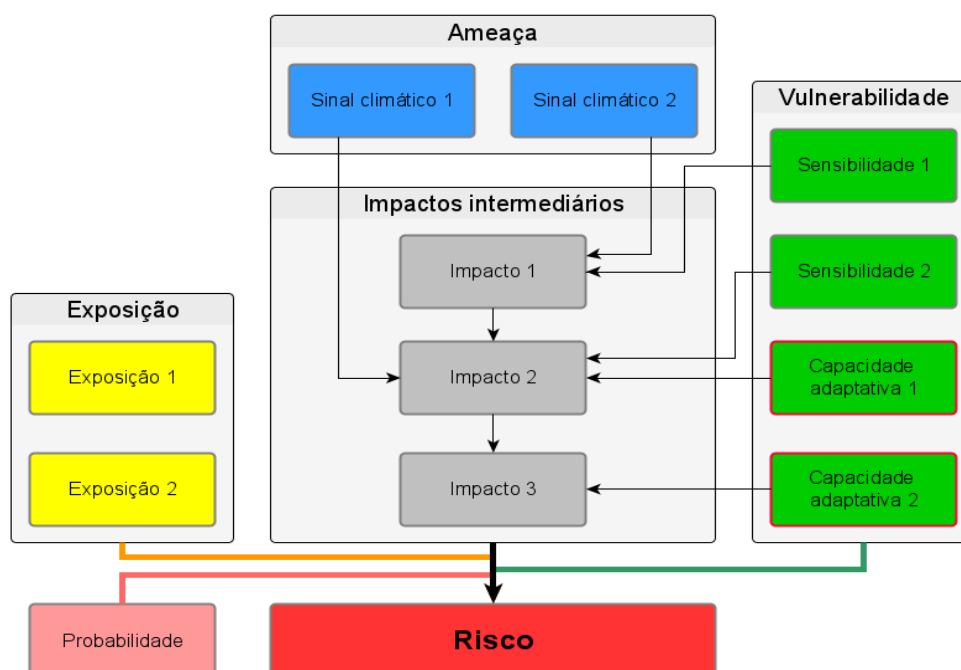 Ameaça
Sinal climático 1
Sinal climático 2
Vulnerabilidade
Sensibilidade 1
Sensibilidade 2
Capacidade
adaptativa 1
Capacidade
adaptativa 2
Impactos intermediários
Impacto 1
Impacto 2
Impacto 3
Exposição
Exposição 1
Exposição 2
Probabilidade
Risco